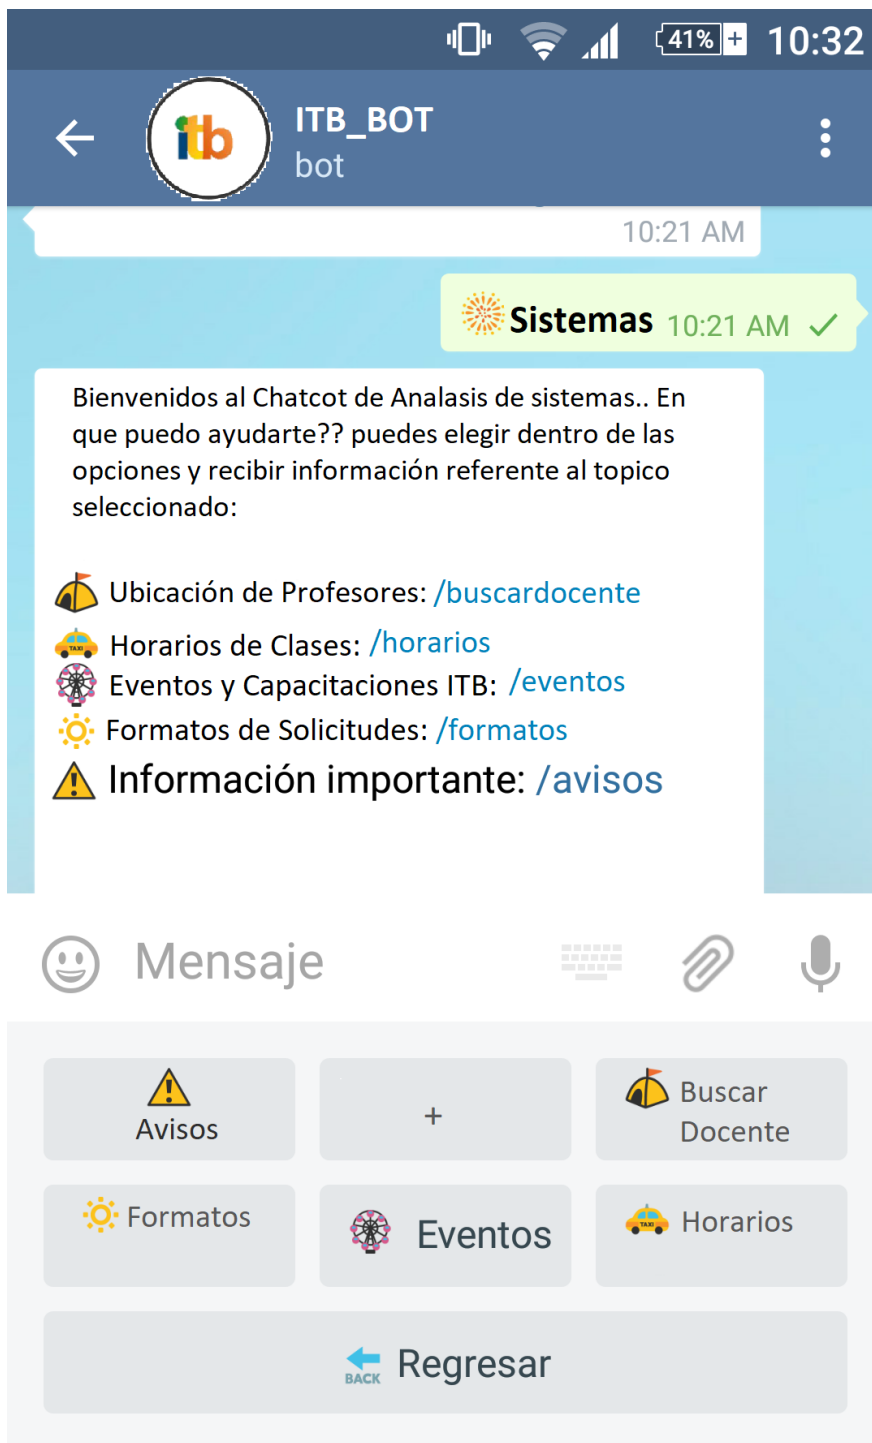 41% 10:32
itb
ITB_BOT
bot
10:21 AM
Sistemas 10:21 AM
Bienvenidos al Chatcot de Analasis de sistemas.. En
que puedo ayudarte?? puedes elegir dentro de las
opciones y recibir información referente al topico
seleccionado:
Ubicación de Profesores: /buscardocente
TAXI Horarios de Clases: /horarios
Eventos y Capacitaciones ITB: /eventos
Formatos de Solicitudes: /formatos
Información importante: /avisos
Mensaje
Avisos
+
Buscar
Docente
Formatos
Eventos
TAXI Horarios
BACK Regresar